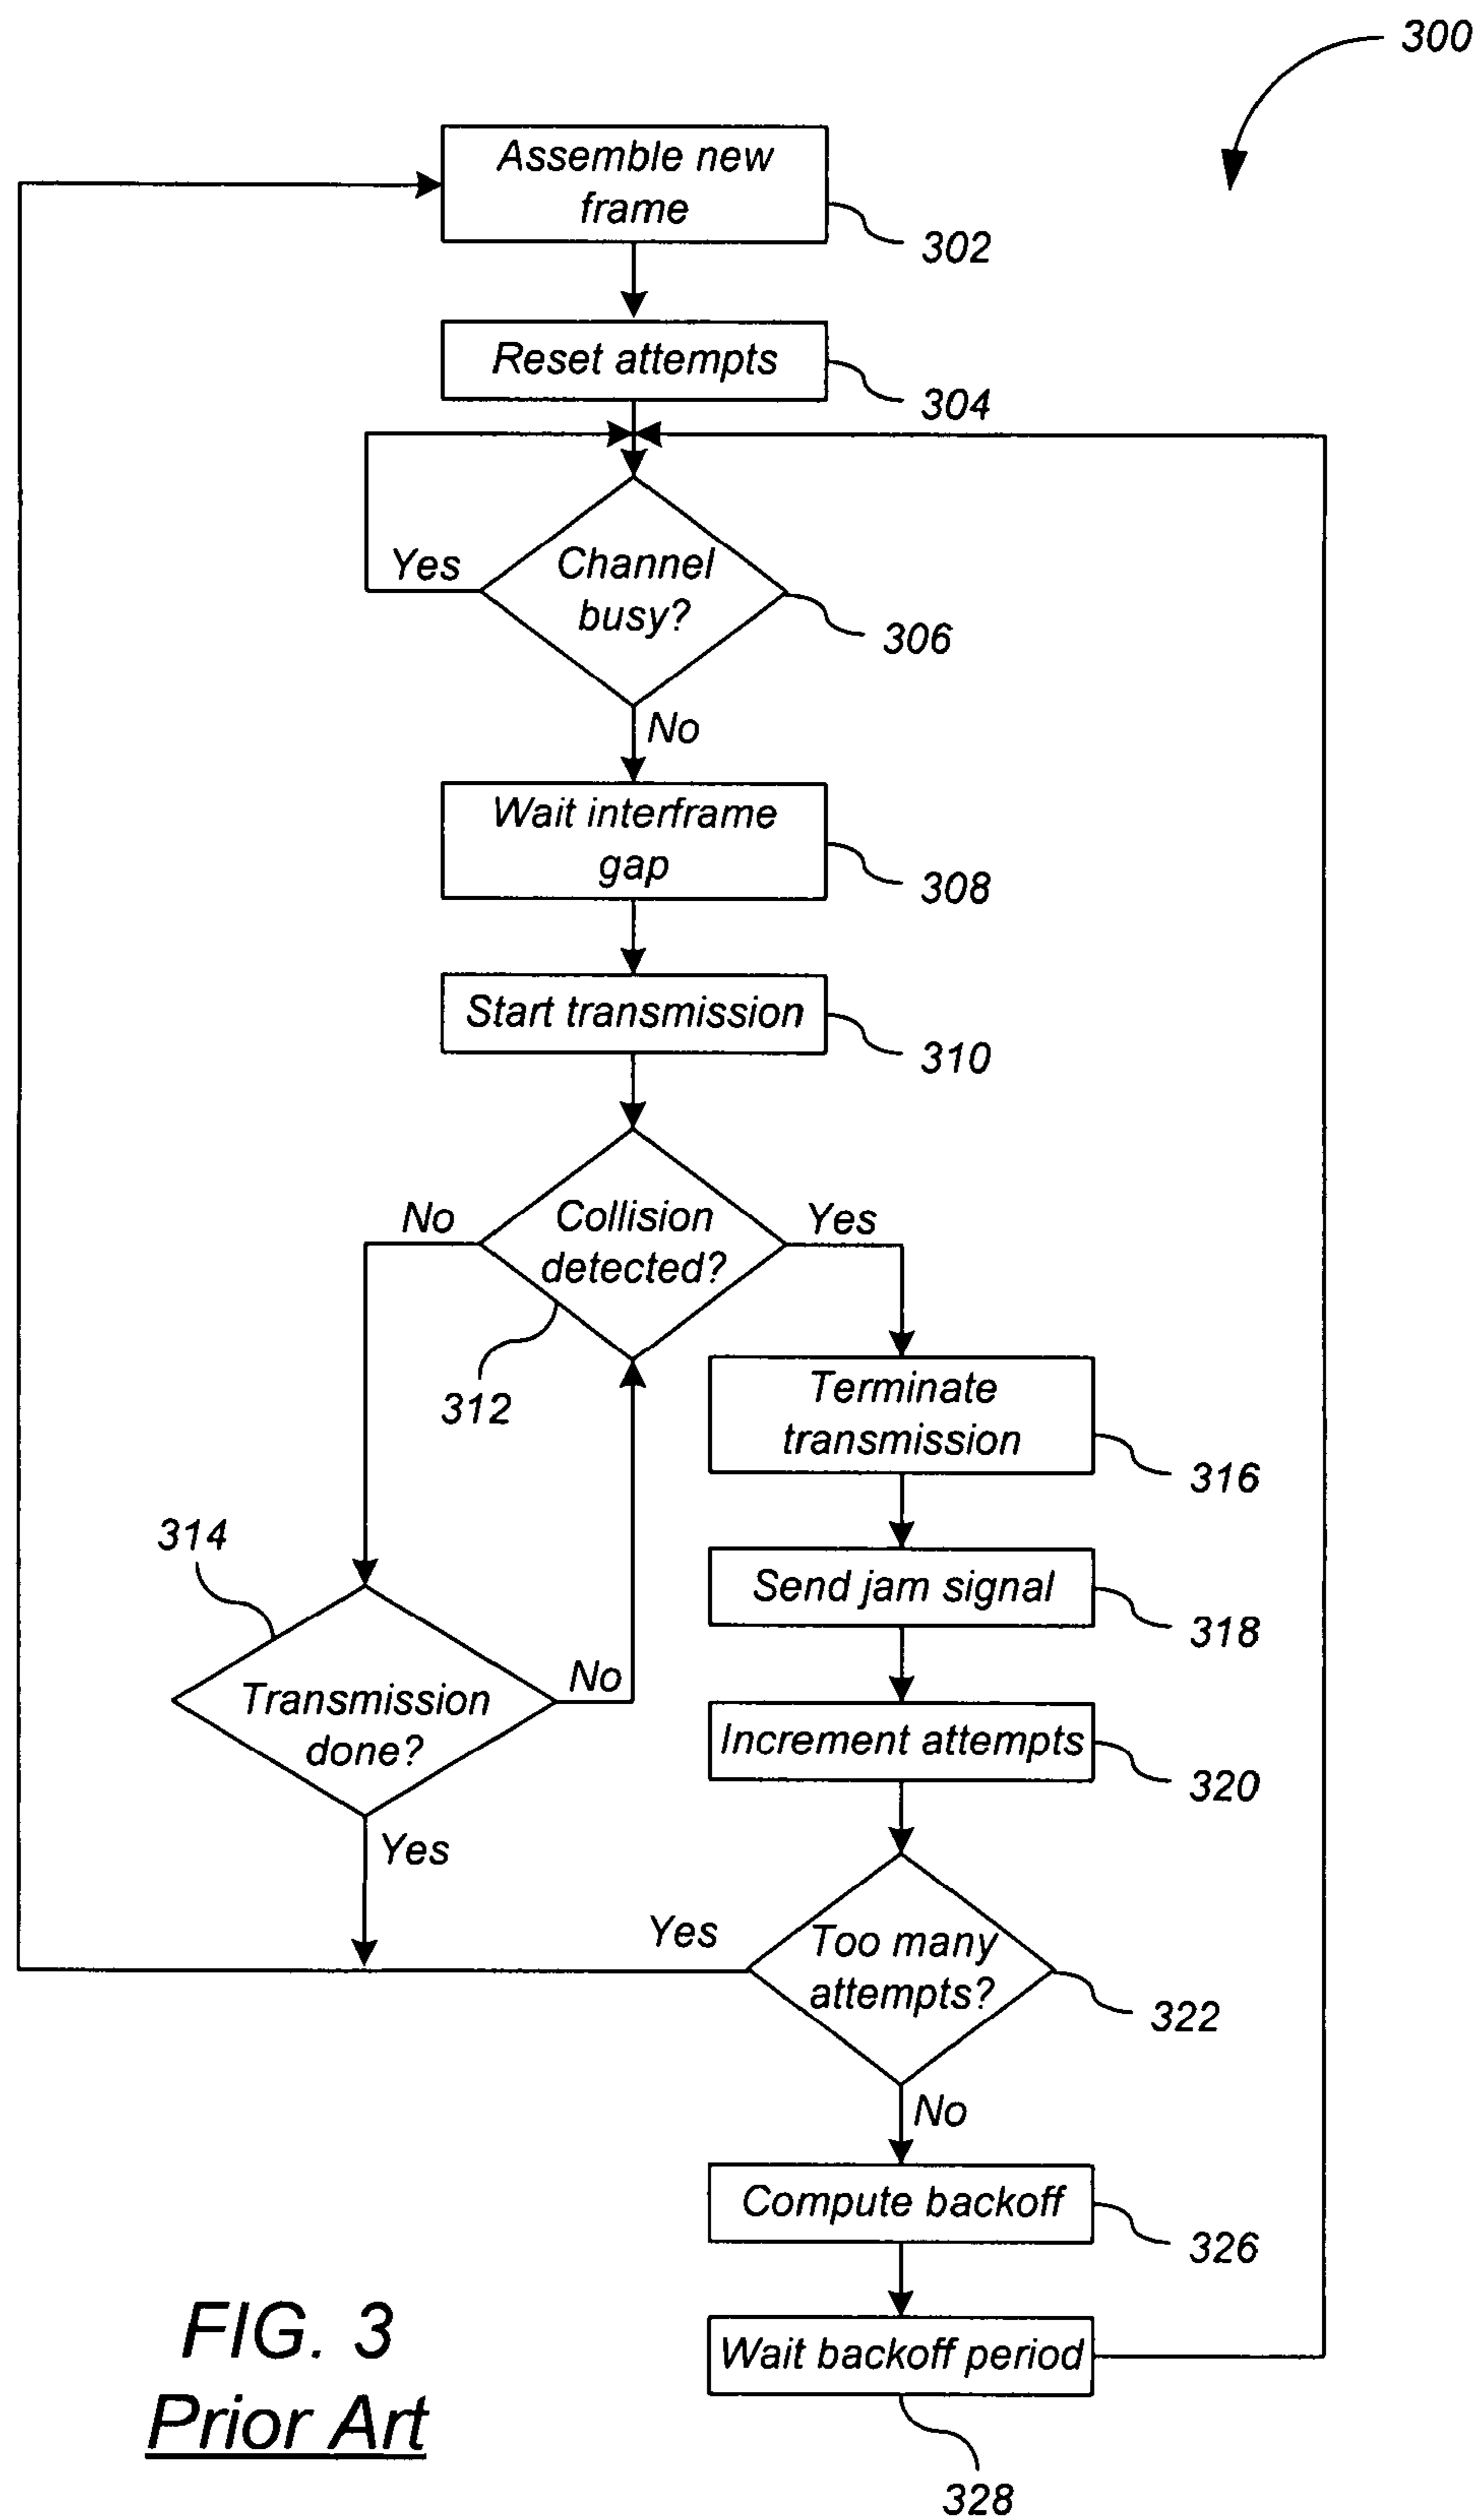 300
Assemble new
frame
302
Reset attempts
304
Yes
Channel
busy?
306
No
Wait interframe
gap
308
Start transmission
310
No
Collision
detected?
Yes
312
Terminate
transmission
316
314
Send jam signal
318
Transmission
done?
No
Increment attempts
320
Yes
Yes
Too many
attempts?
322
No
Compute backoff
326
Wait backoff period
328
FIG. 3
Prior Art